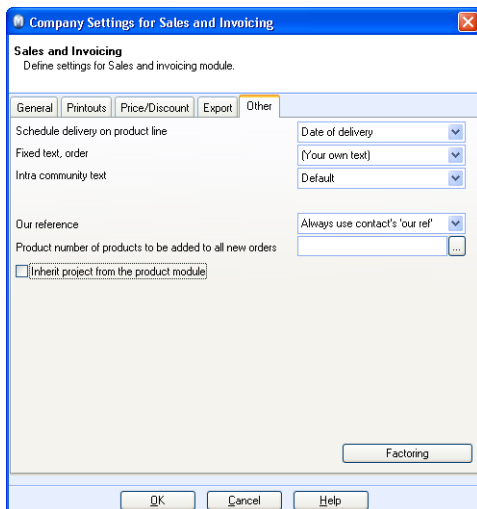 Company Settings for Sales and Invoicing
Sales and Invoicing
Define settings for Sales and invoicing module.
General Printouts Price/Discount Export Other
Schedule delivery on product line Date of delivery
Fixed text, order (Your own text)
Intra community text Default
Our reference Always use contact's 'our ref'
Product number of products to be added to all new orders ...
Inherit project from the product module
Factoring
OK Cancel Help